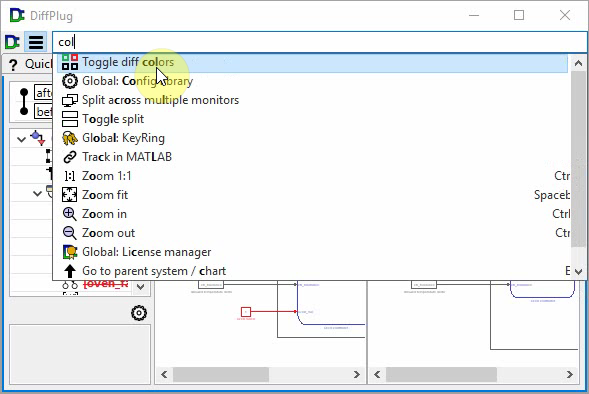 DiffPlug
col
? Quic
Toggle diff colors
Global: Config library
Split across multiple monitors
Toggle split
Global: KeyRing
Track in MATLAB
Zoom 1:1 Ctr
Zoom fit Spaceb
Zoom in Ctrl
Zoom out Ctr
Global: License manager
Go to parent system / chart E
afte
bef